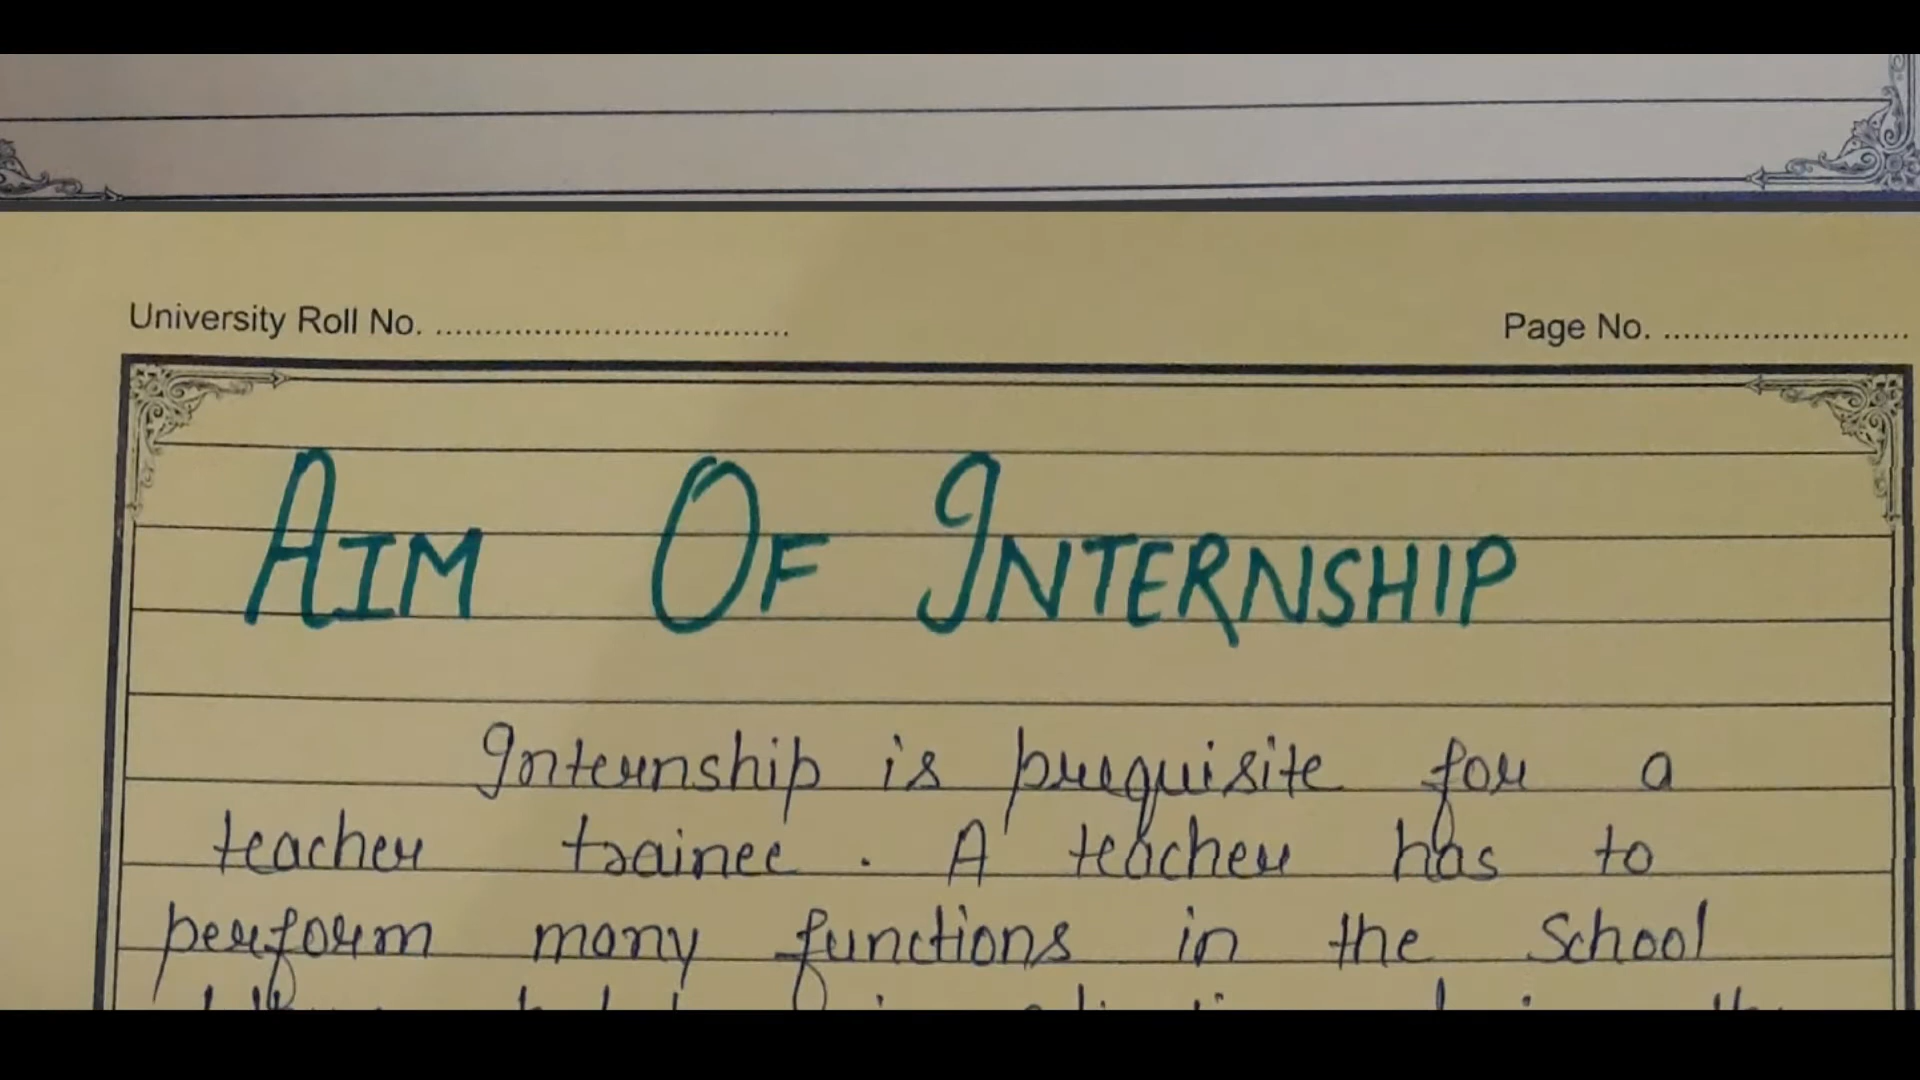 University Roll No. ....................................
Page No. .........................
AIM OF INTERNSHIP
Internship is prequisite for a
teacher trainee. A teacher has to
perform many functions in the School